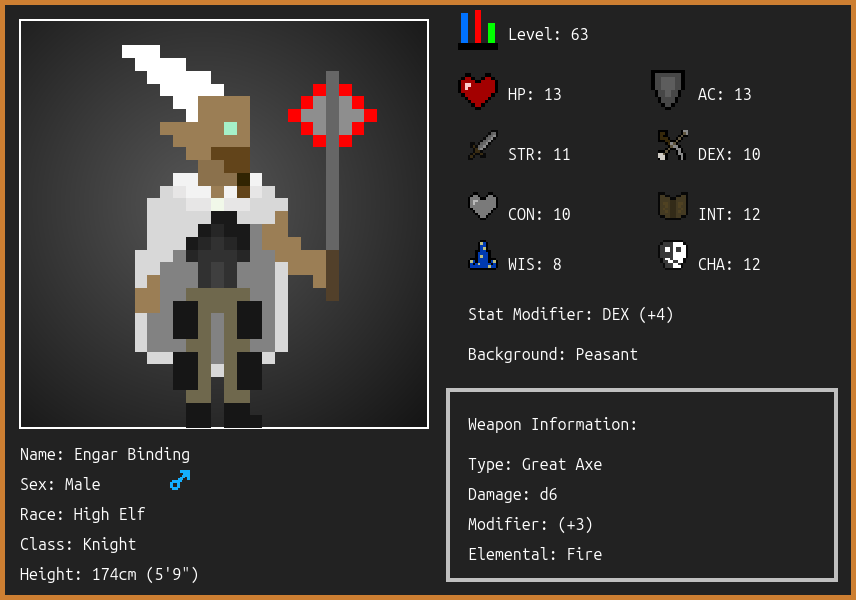 Level: 63
HP: 13
AC: 13
STR: 11
DEX: 10
CON: 10
INT: 12
WIS: 8
CHA: 12
Stat Modifier: DEX (+4)
Background: Peasant
Weapon Information:
Type: Great Axe
Damage: d6
Modifier: (+3)
Elemental: Fire
Name: Engar Binding
Sex: Male
Race: High Elf
Class: Knight
Height: 174cm (5'9")